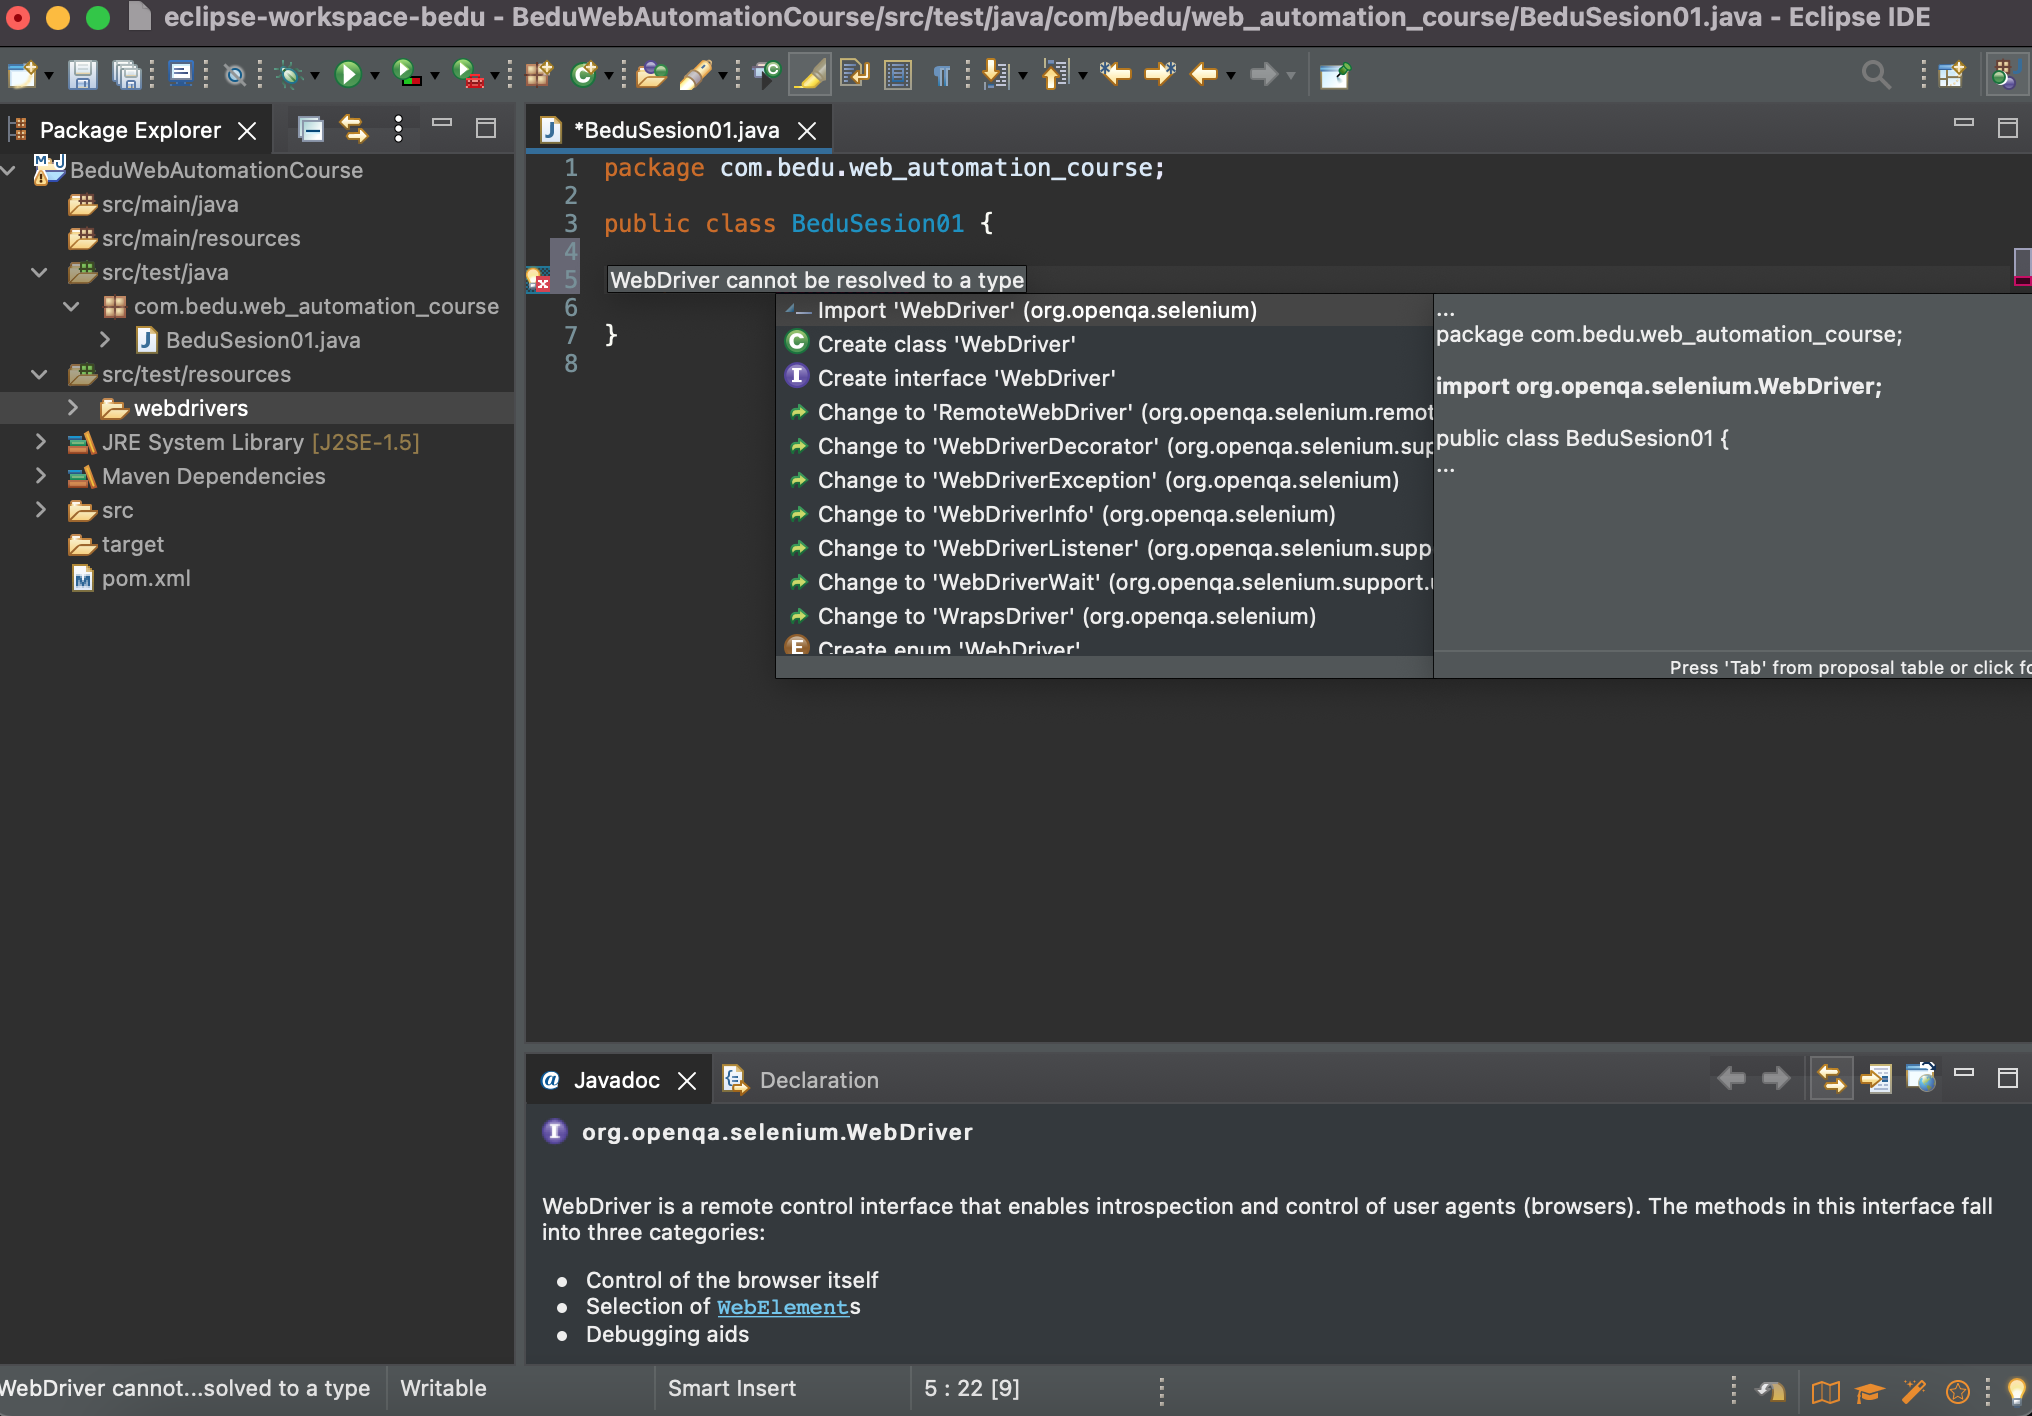 eclipse-workspace-bedu - BeduWebAutomationCourse/src/test/java/com/bedu/web_automation_course/BeduSesion01.java - Eclipse IDE
Package Explorer
BeduWebAutomationCourse
src/main/java
src/main/resources
src/test/java
com.bedu.web_automation_course
BeduSesion01.java
src/test/resources
webdrivers
JRE System Library [J2SE-1.5]
Maven Dependencies
src
target
pom.xml
*BeduSesion01.java
1 package com.bedu.web_automation_course;
2
3 public class BeduSesion01 {
4
5 WebDriver cannot be resolved to a type
6
7 }
8
Import 'WebDriver' (org.openqa.selenium)
Create class 'WebDriver'
Create interface 'WebDriver'
Change to 'RemoteWebDriver' (org.openqa.selenium.remot
Change to 'WebDriverDecorator' (org.openqa.selenium.sup
Change to 'WebDriverException' (org.openqa.selenium)
Change to 'WebDriverInfo' (org.openqa.selenium)
Change to 'WebDriverListener' (org.openqa.selenium.supp
Change to 'WebDriverWait' (org.openqa.selenium.support.
Change to 'WrapsDriver' (org.openqa.selenium)
Create enum 'WebDriver'
...
package com.bedu.web_automation_course;
import org.openqa.selenium.WebDriver;
public class BeduSesion01 {
...
Press 'Tab' from proposal table or click fo
@ Javadoc
Declaration
org.openqa.selenium.WebDriver
WebDriver is a remote control interface that enables introspection and control of user agents (browsers). The methods in this interface fall
into three categories:
● Control of the browser itself
● Selection of WebElements
● Debugging aids
WebDriver cannot...solved to a type
Writable
Smart Insert
5 : 22 [9]